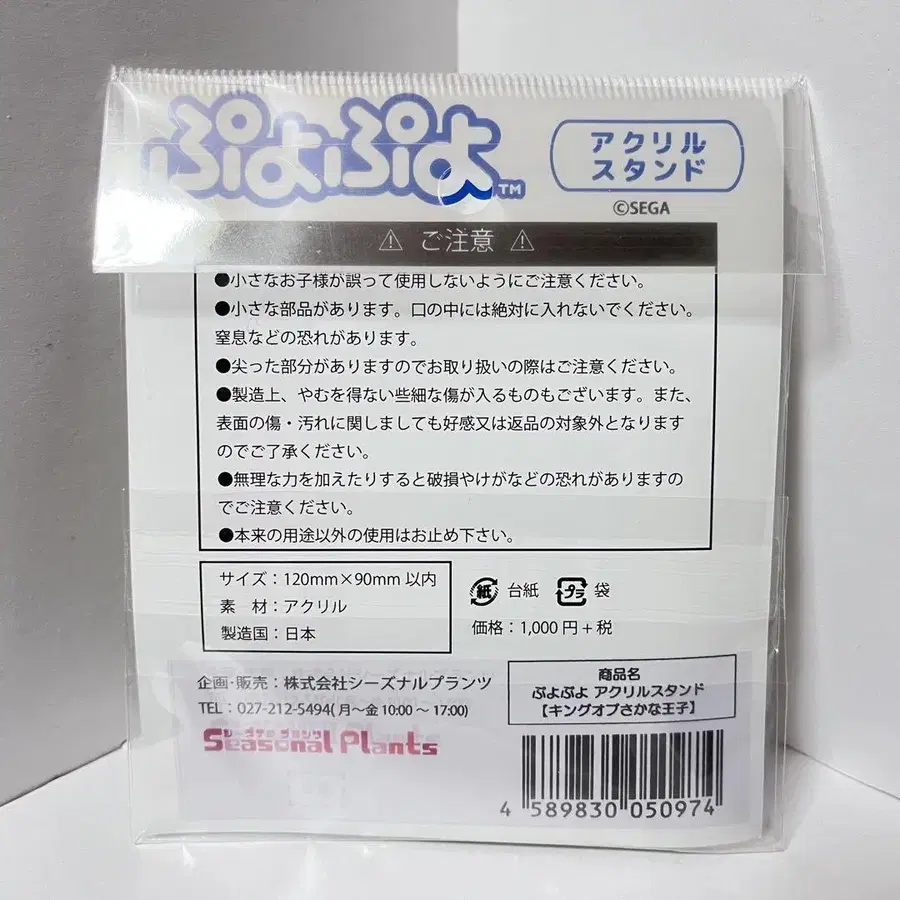 ぷよぷよ™
アクリル
スタンド
©SEGA
⚠ ご注意 ⚠
●小さなお子様が誤って使用しないようにご注意ください。
●小さな部品があります。口の中には絶対に入れないでください。
窒息などの恐れがあります。
●尖った部分がありますのでお取り扱いの際はご注意ください。
●製造上、やむを得ない些細な傷が入るものもございます。また、
表面の傷・汚れに関しましても好感又は返品の対象外となります
のでご了承ください。
●無理な力を加えたりすると破損やけがなどの恐れがありますの
でご注意ください。
●本来の用途以外の使用はお止め下さい。
サイズ：120mm×90mm 以内
素　材：アクリル
製造国：日本
紙 台紙 プラ 袋
価格：1,000 円＋税
企画・販売：株式会社シーズナルプランツ
TEL：027-212-5494( 月～金 10:00 ～ 17:00)
シーズナル プランツ
Seasonal Plants
商品名
ぷよぷよ アクリルスタンド
【キングオブさかな王子】
4 589830 050974